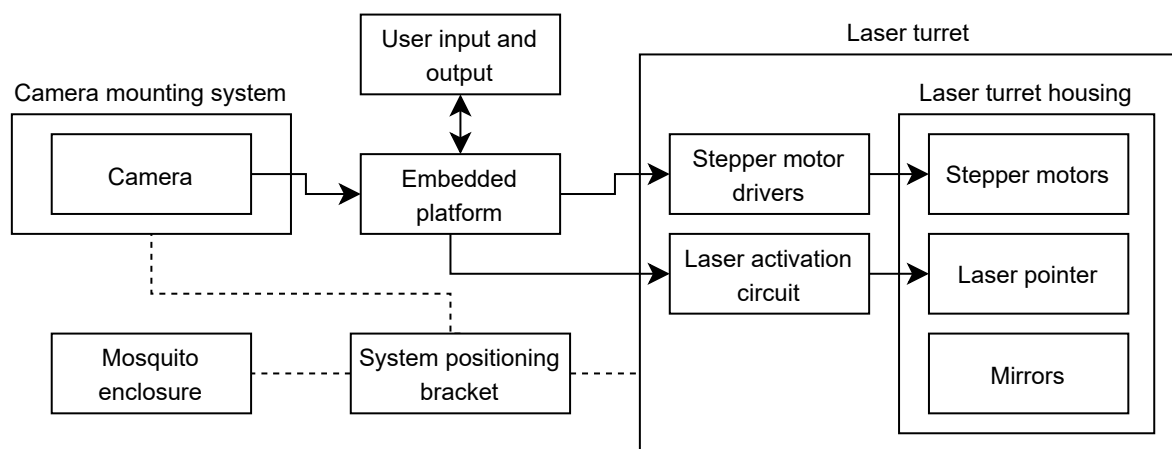 User input and
output
Laser turret
Camera mounting system
Laser turret housing
Camera
Embedded
platform
Stepper motor
drivers
Stepper motors
Laser activation
circuit
Laser pointer
Mosquito
enclosure
System positioning
bracket
Mirrors